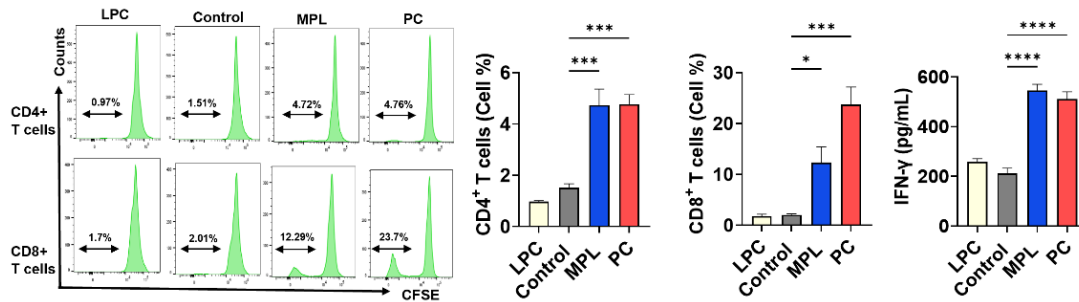 LPC Control MPL PC
Counts
CD4+
T cells
0.97% 1.51% 4.72% 4.76%
CD8+
T cells
1.7% 2.01% 12.29% 23.7%
CFSE
*** 
***
CD4⁺ T cells (Cell %)
6
4
2
0
LPC Control MPL PC
***
*
CD8⁺ T cells (Cell %)
30
20
10
0
LPC Control MPL PC
****
****
IFN-γ (pg/mL)
600
400
200
0
LPC Control MPL PC